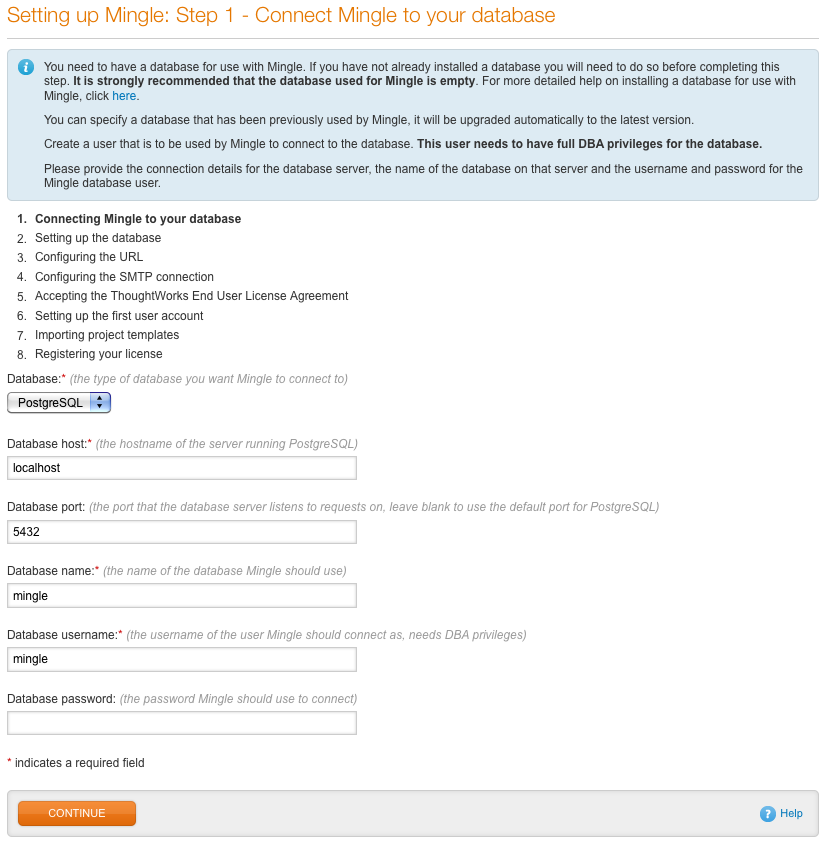 Setting up Mingle: Step 1 - Connect Mingle to your database
You need to have a database for use with Mingle. If you have not already installed a database you will need to do so before completing this
step. It is strongly recommended that the database used for Mingle is empty. For more detailed help on installing a database for use with
Mingle, click here.
You can specify a database that has been previously used by Mingle, it will be upgraded automatically to the latest version.
Create a user that is to be used by Mingle to connect to the database. This user needs to have full DBA privileges for the database.
Please provide the connection details for the database server, the name of the database on that server and the username and password for the
Mingle database user.
1. Connecting Mingle to your database
2. Setting up the database
3. Configuring the URL
4. Configuring the SMTP connection
5. Accepting the ThoughtWorks End User License Agreement
6. Setting up the first user account
7. Importing project templates
8. Registering your license
Database:* (the type of database you want Mingle to connect to)
PostgreSQL
Database host:* (the hostname of the server running PostgreSQL)
localhost
Database port: (the port that the database server listens to requests on, leave blank to use the default port for PostgreSQL)
5432
Database name:* (the name of the database Mingle should use)
mingle
Database username:* (the username of the user Mingle should connect as, needs DBA privileges)
mingle
Database password: (the password Mingle should use to connect)
* indicates a required field
CONTINUE
? Help